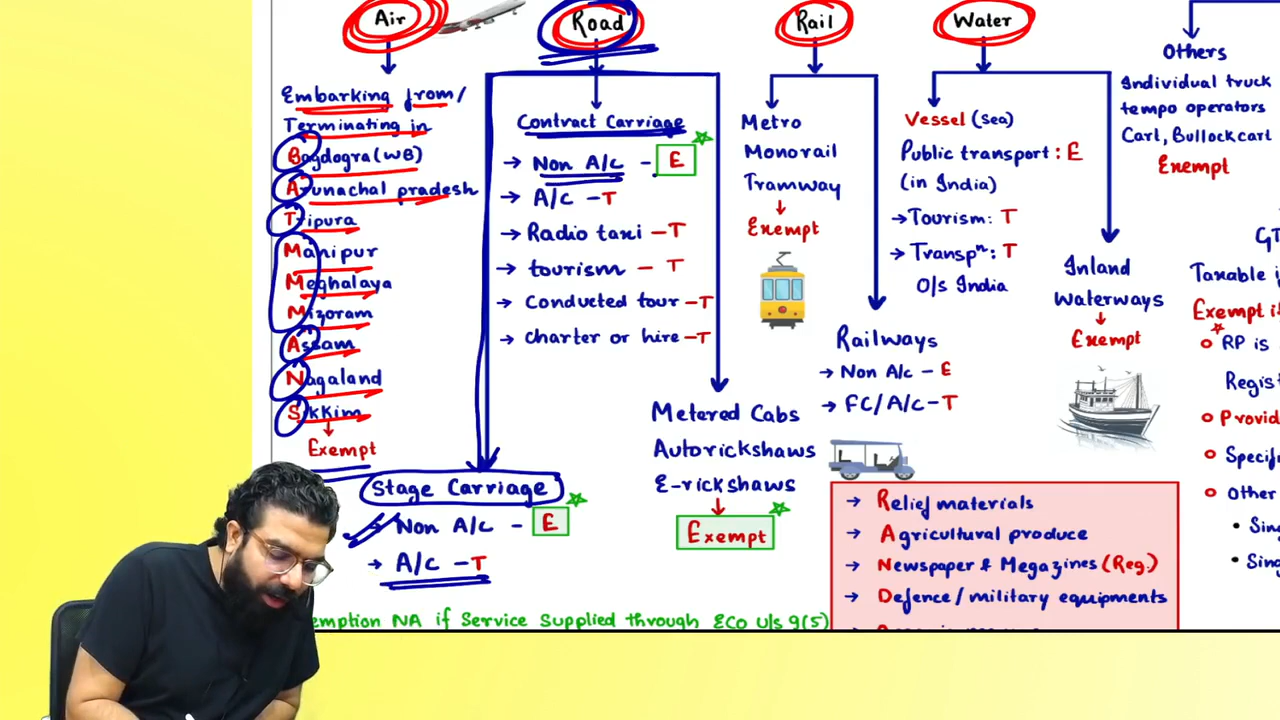 Air
Embarking from/
Terminating in
Bagdogra (WB)
Arunachal pradesh
Tripura
Manipur
Meghalaya
Mizoram
Assam
Nagaland
Sikkim
Exempt
Road
Contract Carriage
→ Non A/c - E
→ A/c - T
→ Radio taxi - T
→ tourism - T
→ Conducted tour - T
→ charter or hire - T
Stage Carriage
→ Non A/c - E
→ A/c - T
Metered Cabs
Autorickshaws
E-rickshaws
Exempt
emption NA if Service Supplied through ECO u/s 9(5)
Rail
Metro
Monorail
Tramway
Exempt
Railways
→ Non A/c - E
→ FC/A/c - T
Water
Vessel (sea)
Public transport : E
(in India)
→ Tourism : T
→ Transpⁿ : T
O/s India
Inland
Waterways
Exempt
Others
Individual truck
tempo operators
Cart, Bullockcart
Exempt
→ Relief materials
→ Agricultural produce
→ Newspaper & Megazines (Reg.)
→ Defence/military equipments
Taxable i
Exempt i
RP is
Regist
Provid
Specif
Other
• Sing
• Sing